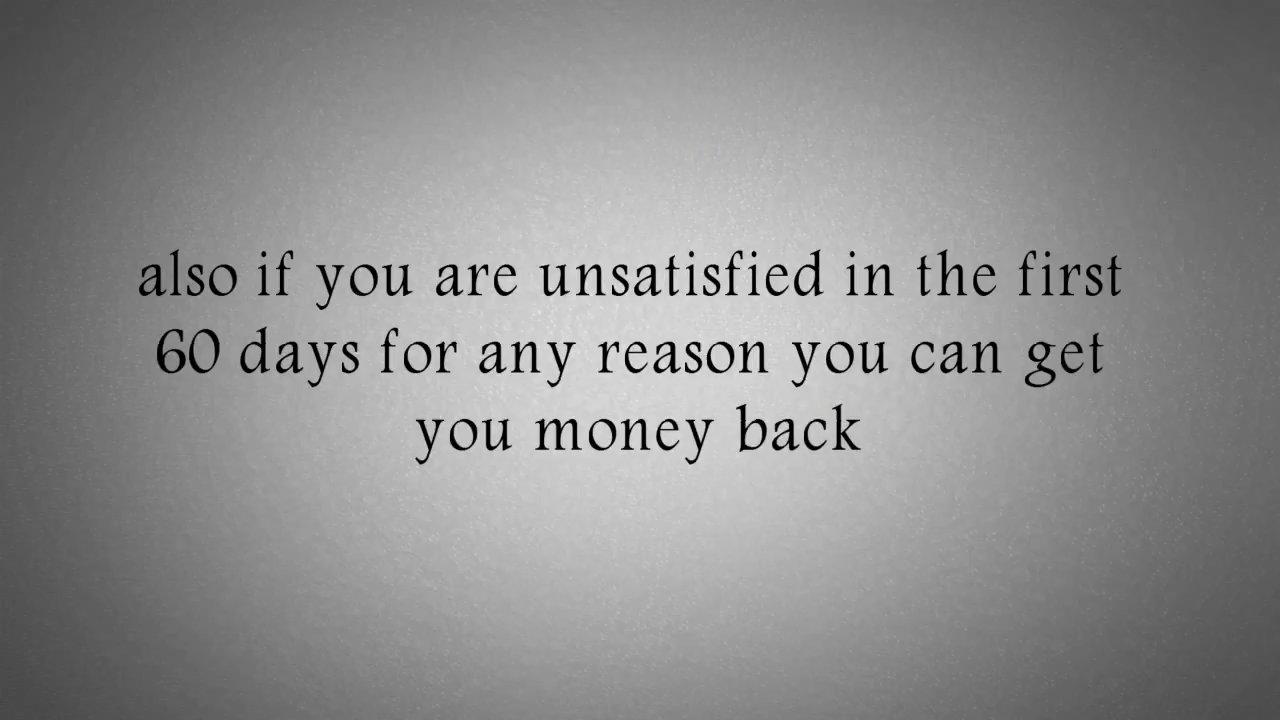 also if you are unsatisfied in the first
60 days for any reason you can get
you money back